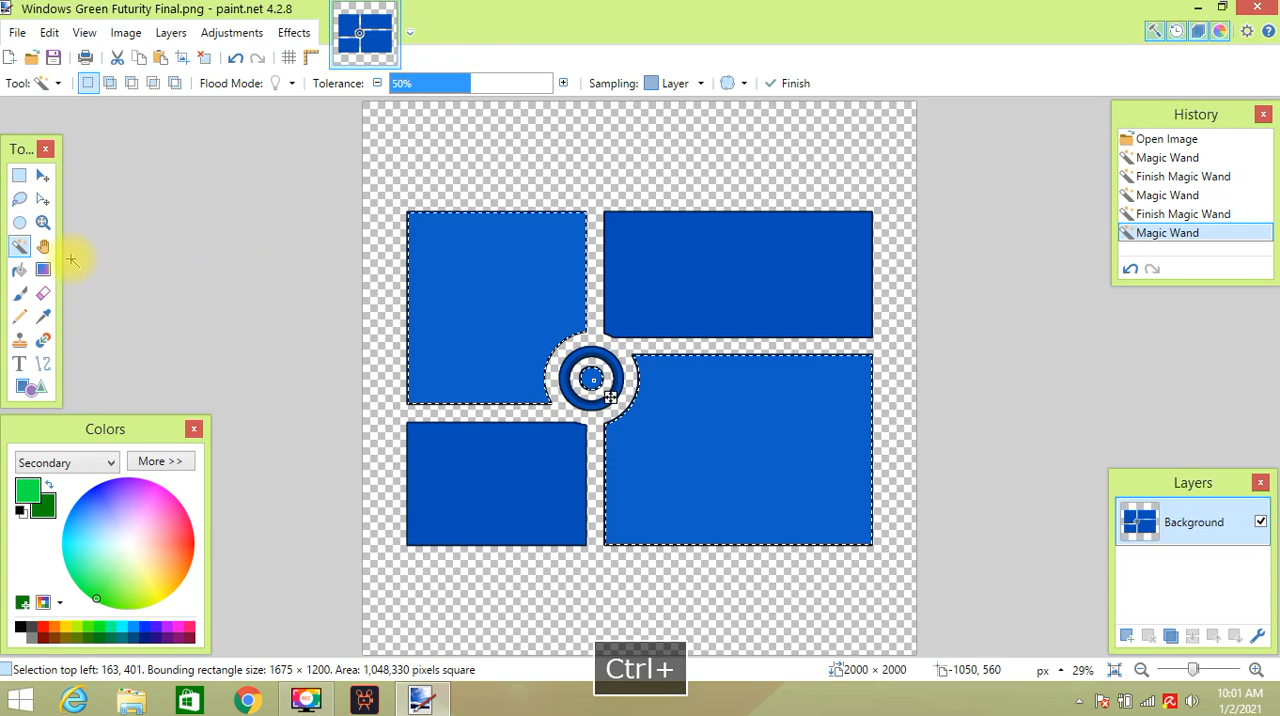 Windows Green Futurity Final.png - paint.net 4.2.8
File Edit View Image Layers Adjustments Effects
Tool: Flood Mode: Tolerance: 50% Sampling: Layer Finish
To...
History
Open Image
Magic Wand
Finish Magic Wand
Magic Wand
Finish Magic Wand
Magic Wand
Colors
Secondary More >>
Layers
Background
Ctrl+
Selection top left: 163, 401. Bounding rectangle size: 1675 × 1200. Area: 1,048,330 pixels square 2000 × 2000 -1050, 560 px 29%
10:01 AM
1/2/2021